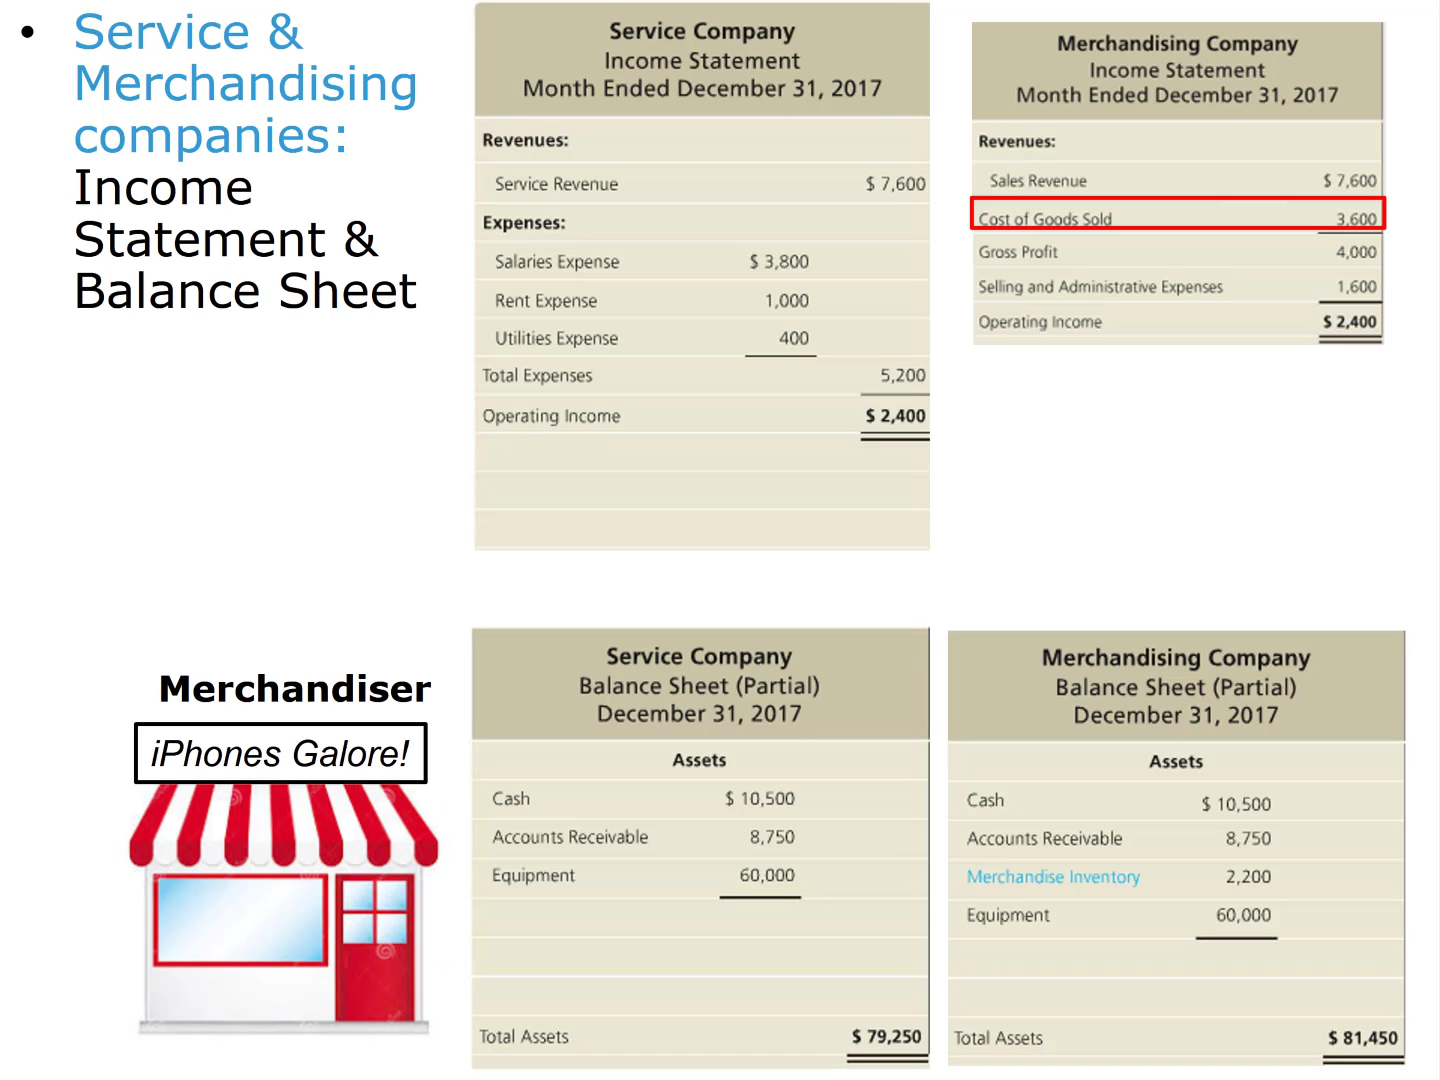 • Service &
Merchandising
companies:
Income
Statement &
Balance Sheet
Service Company
Income Statement
Month Ended December 31, 2017
Revenues:
Service Revenue $ 7,600
Expenses:
Salaries Expense $ 3,800
Rent Expense 1,000
Utilities Expense 400
Total Expenses 5,200
Operating Income $ 2,400
Merchandising Company
Income Statement
Month Ended December 31, 2017
Revenues:
Sales Revenue $ 7,600
Cost of Goods Sold 3,600
Gross Profit 4,000
Selling and Administrative Expenses 1,600
Operating Income $ 2,400
Merchandiser
iPhones Galore!
Service Company
Balance Sheet (Partial)
December 31, 2017
Assets
Cash $ 10,500
Accounts Receivable 8,750
Equipment 60,000
Total Assets $ 79,250
Merchandising Company
Balance Sheet (Partial)
December 31, 2017
Assets
Cash $ 10,500
Accounts Receivable 8,750
Merchandise Inventory 2,200
Equipment 60,000
Total Assets $ 81,450